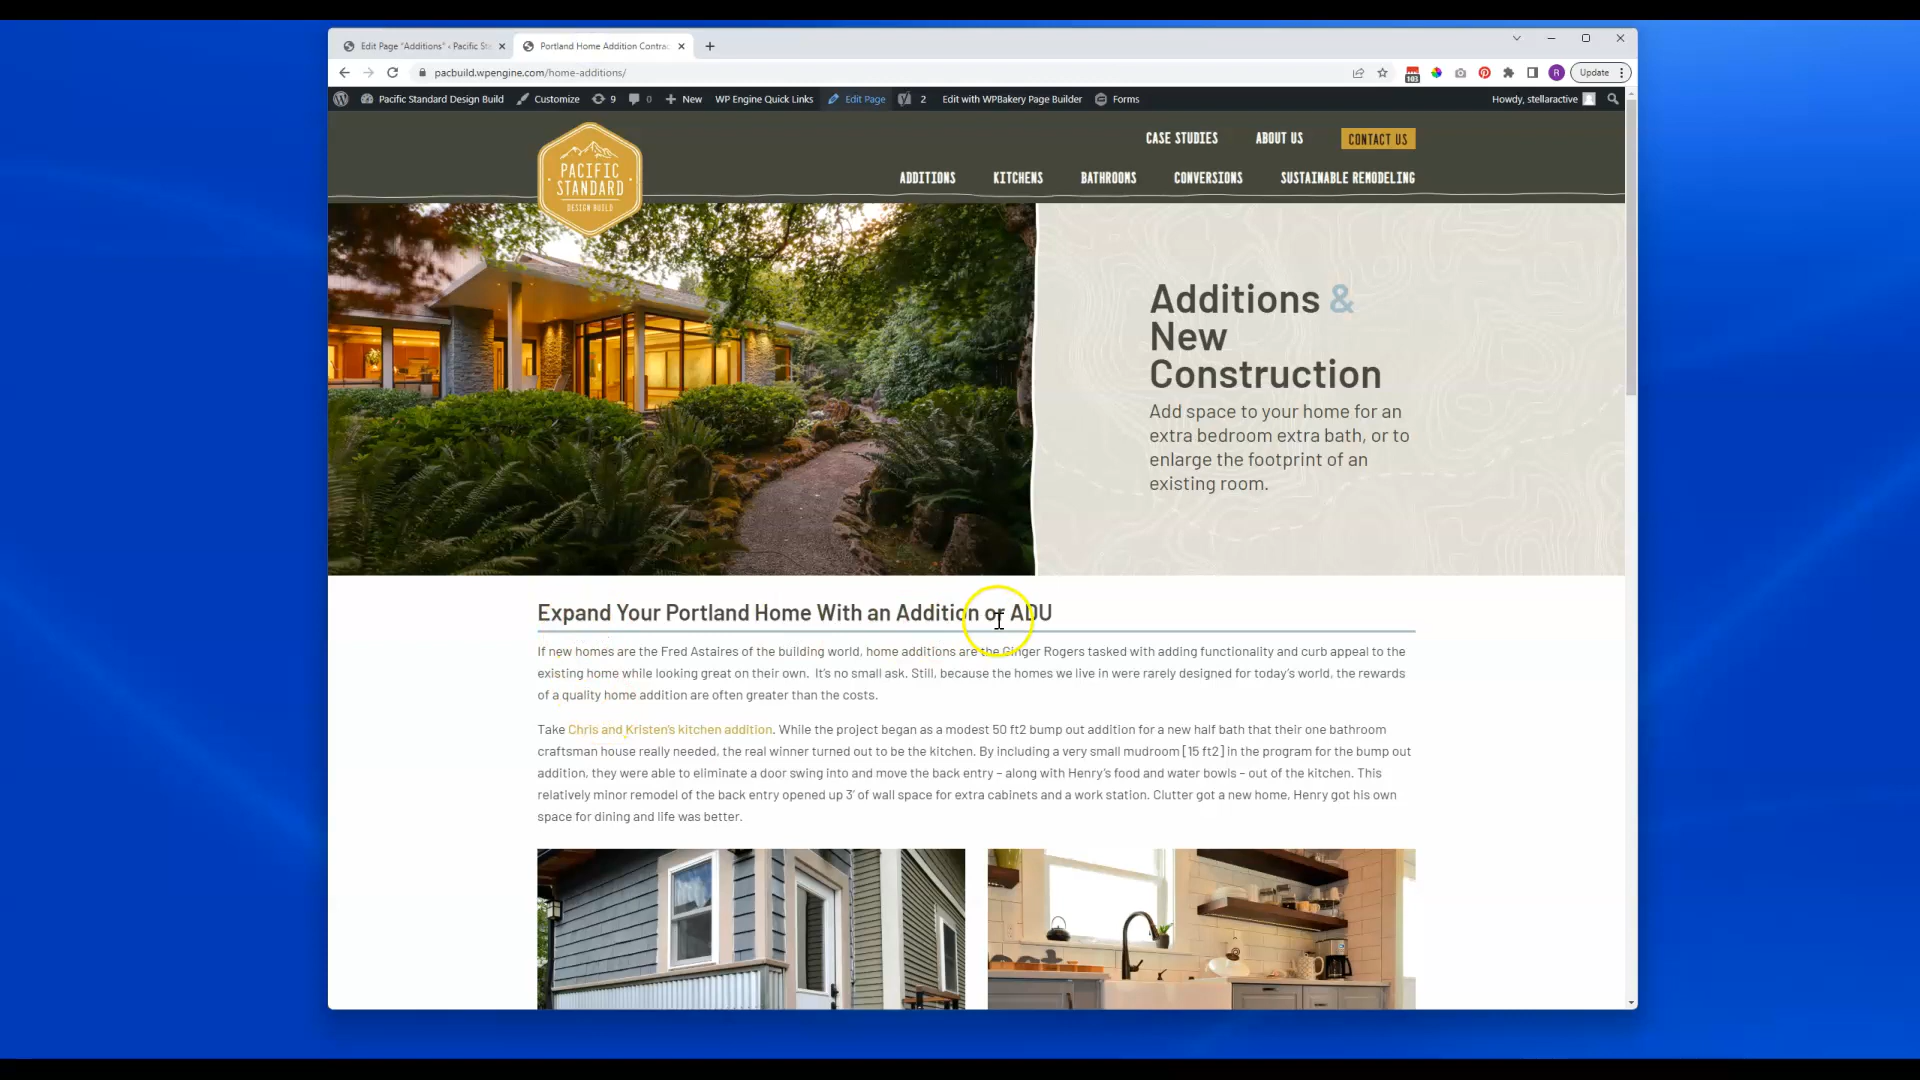 Edit Page "Additions" ‹ Pacific St
Portland Home Addition Contrac
pacbuild.wpengine.com/home-additions/
103
R
Update
Pacific Standard Design Build
Customize
9
0
New
WP Engine Quick Links
Edit Page
2
Edit with WPBakery Page Builder
Forms
Howdy, stellaractive
CASE STUDIES
ABOUT US
CONTACT US
PACIFIC
STANDARD
DESIGN BUILD
ADDITIONS
KITCHENS
BATHROOMS
CONVERSIONS
SUSTAINABLE REMODELING
Additions &
New
Construction
Add space to your home for an
extra bedroom extra bath, or to
enlarge the footprint of an
existing room.
Expand Your Portland Home With an Addition or ADU
If new homes are the Fred Astaires of the building world, home additions are the Ginger Rogers tasked with adding functionality and curb appeal to the
existing home while looking great on their own.  It's no small ask. Still, because the homes we live in were rarely designed for today's world, the rewards
of a quality home addition are often greater than the costs.
Take Chris and Kristen's kitchen addition. While the project began as a modest 50 ft2 bump out addition for a new half bath that their one bathroom
craftsman house really needed, the real winner turned out to be the kitchen. By including a very small mudroom [15 ft2] in the program for the bump out
addition, they were able to eliminate a door swing into and move the back entry – along with Henry's food and water bowls – out of the kitchen. This
relatively minor remodel of the back entry opened up 3' of wall space for extra cabinets and a work station. Clutter got a new home, Henry got his own
space for dining and life was better.